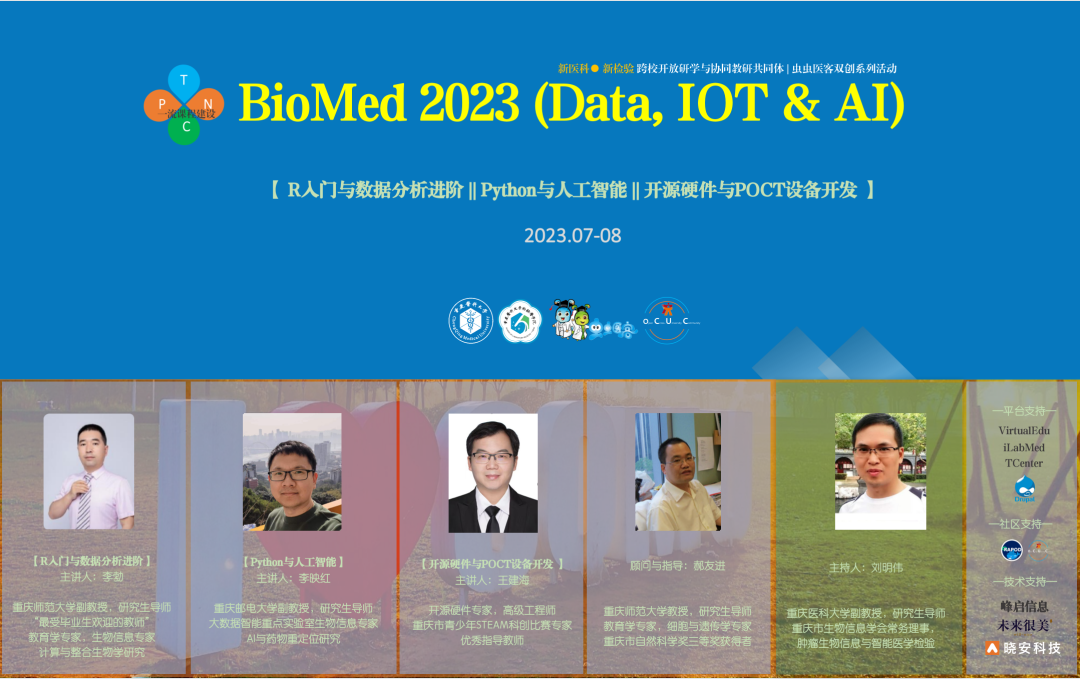 新医科●新检验 跨校开放研学与协同教研共同体 | 虫虫医客双创系列活动
T
P
N
C
一流课程建设
BioMed 2023 (Data, IOT & AI)
【 R入门与数据分析进阶 || Python与人工智能 || 开源硬件与POCT设备开发 】
2023.07-08
O C U C
【R入门与数据分析进阶】
主讲人：李勃
重庆师范大学副教授，研究生导师
“最受毕业生欢迎的教师”
教育学专家，生物信息专家
计算与整合生物学研究
【Python与人工智能】
主讲人：李映红
重庆邮电大学副教授，研究生导师
大数据智能重点实验室生物信息专家
AI与药物重定位研究
【开源硬件与POCT设备开发 】
主讲人：王建海
开源硬件专家，高级工程师
重庆市青少年STEAM科创比赛专家
优秀指导教师
顾问与指导：郝友进
重庆师范大学教授，研究生导师
教育学专家，细胞与遗传学专家
重庆市自然科学奖三等奖获得者
主持人：刘明伟
重庆医科大学副教授，研究生导师
重庆市生物信息学会常务理事，
肿瘤生物信息与智能医学检验
—平台支持—
VirtualEdu
iLabMed
TCenter
Drupal
—社区支持—
RAPOO
—技术支持—
峰启信息
未来很美
晓安科技